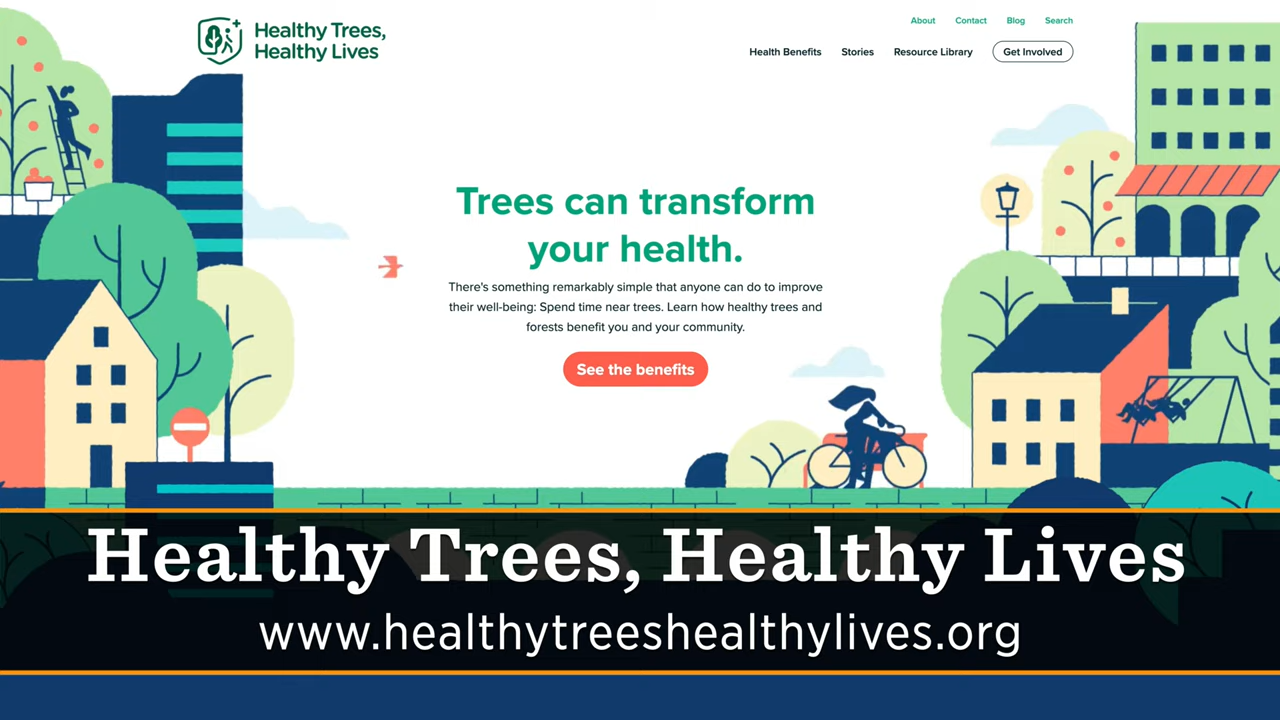 Healthy Trees,
Healthy Lives
About Contact Blog Search
Health Benefits Stories Resource Library Get Involved
Trees can transform
your health.
There's something remarkably simple that anyone can do to improve
their well-being: Spend time near trees. Learn how healthy trees and
forests benefit you and your community.
See the benefits
Healthy Trees, Healthy Lives
www.healthytreeshealthylives.org